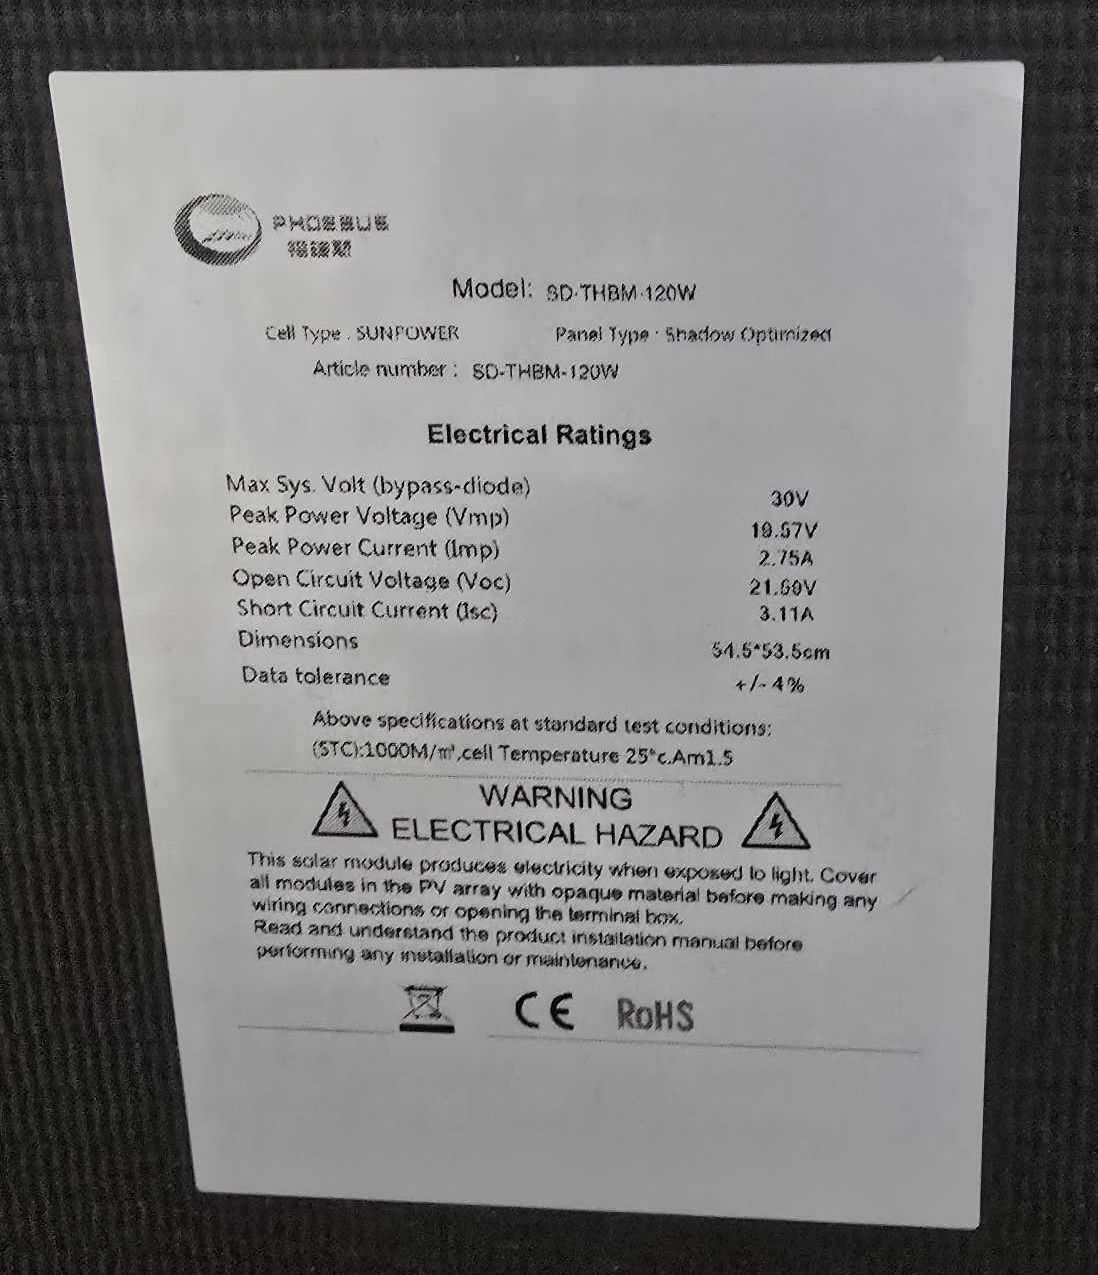 PHOEBUS
Model: SD-THBM-120W
Cell Type . SUNPOWER Panel Type : Shadow Optimized
Article number : SD-THBM-120W
Electrical Ratings
Max Sys. Volt (bypass-diode) 30V
Peak Power Voltage (Vmp)
Peak Power Current (Imp) 2.75A
Open Circuit Voltage (Voc)
Short Circuit Current (Isc) 3.11A
Dimensions 54.5*53.5cm
Data tolerance +/- 4%
Above specifications at standard test conditions:
(STC):1000M/㎡,cell Temperature 25°c.Am1.5
WARNING
ELECTRICAL HAZARD
This solar module produces electricity when exposed to light. Cover
all modules in the PV array with opaque material before making any
wiring connections or opening the terminal box.
Read and understand the product installation manual before
performing any installation or maintenance.
CE RoHS